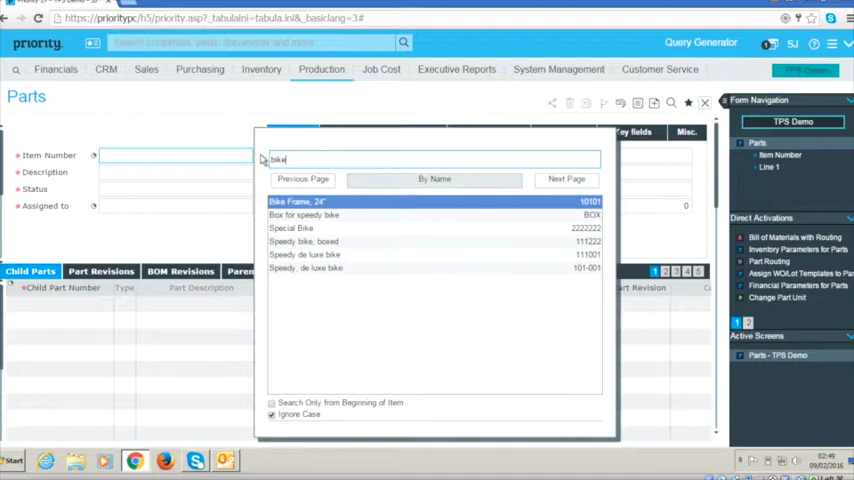 https://prioritypc/h5/priority.asp?_tabulaini=tabula.ini&_basiclang=3#
priority.
Query Generator
1
SJ
Financials
CRM
Sales
Purchasing
Inventory
Production
Job Cost
Executive Reports
System Management
Customer Service
TPS Demo
Parts
Form Navigation
TPS Demo
Key fields
Misc.
Parts
Item Number
Line 1
*Item Number
*Description
*Status
*Assigned to
0
bike
Previous Page
By Name
Next Page
Bike Frame, 24" 10101
Box for speedy bike BOX
Special Bike 2222222
Speedy bike, boxed 111222
Speedy de luxe bike 111001
Speedy, de luxe bike 101-001
Search Only from Beginning of Item
Ignore Case
Direct Activations
Bill of Materials with Routing
Inventory Parameters for Parts
Part Routing
Assign WO/Lot Templates to Par
Financial Parameters for Parts
Change Part Unit
1 2
Active Screens
Parts - TPS Demo
Child Parts
Part Revisions
BOM Revisions
1 2 3 4 5
*Child Part Number
Type
Part Description
Part Revision
Start
02:49
09/02/2016